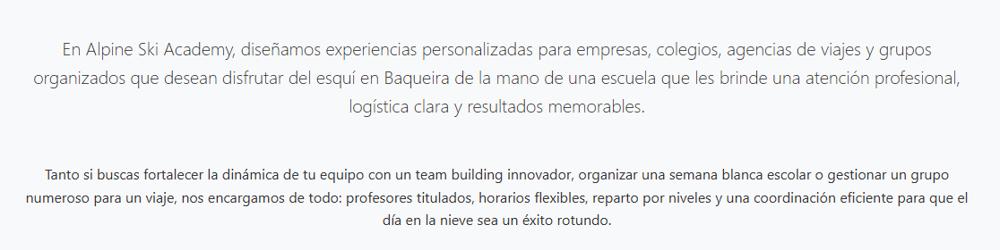 En Alpine Ski Academy, diseñamos experiencias personalizadas para empresas, colegios, agencias de viajes y grupos
organizados que desean disfrutar del esquí en Baqueira de la mano de una escuela que les brinde una atención profesional,
logística clara y resultados memorables.
Tanto si buscas fortalecer la dinámica de tu equipo con un team building innovador, organizar una semana blanca escolar o gestionar un grupo
numeroso para un viaje, nos encargamos de todo: profesores titulados, horarios flexibles, reparto por niveles y una coordinación eficiente para que el
día en la nieve sea un éxito rotundo.